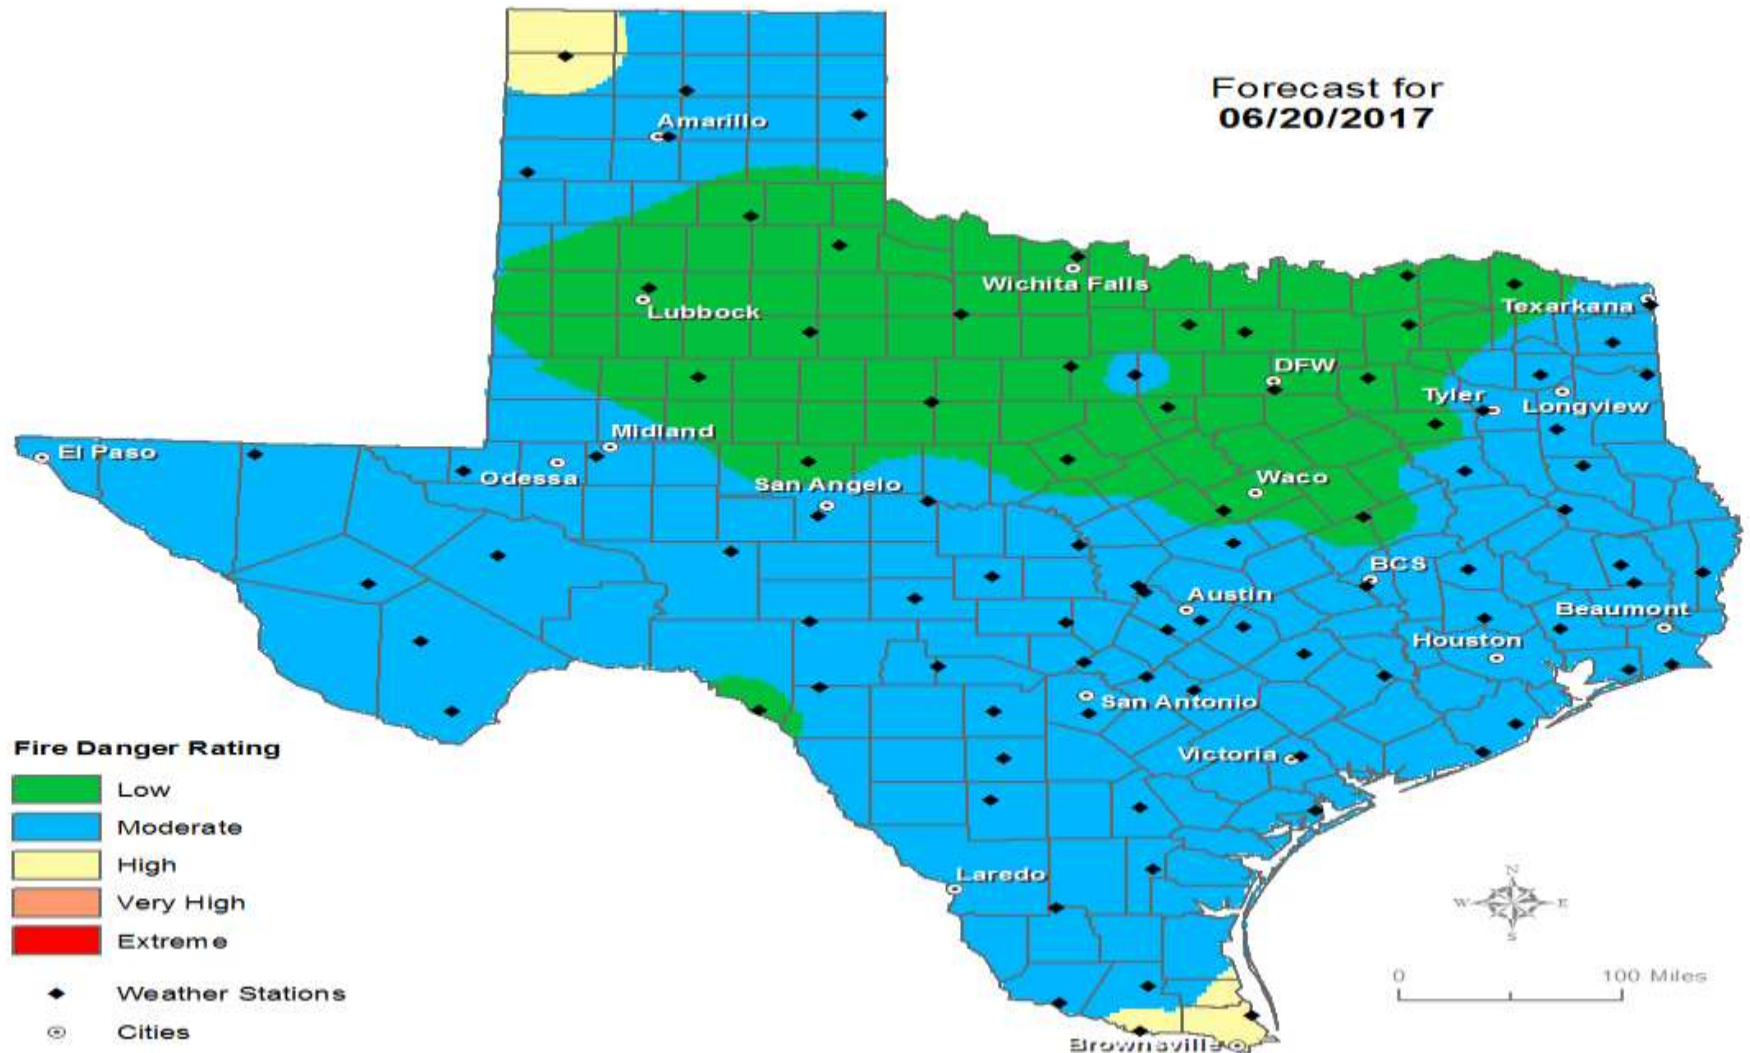 Forecast for
06/20/2017
Amarillo
Wichita Falls
Lubbock
Texarkana
DFW
Tyler
Longview
Midland
El Paso
Odessa
San Angelo
Waco
BCS
Austin
Beaumont
Houston
San Antonio
Victoria
Laredo
Brownsville
Fire Danger Rating
Low
Moderate
High
Very High
Extreme
Weather Stations
Cities
N
W E
S
0 100 Miles